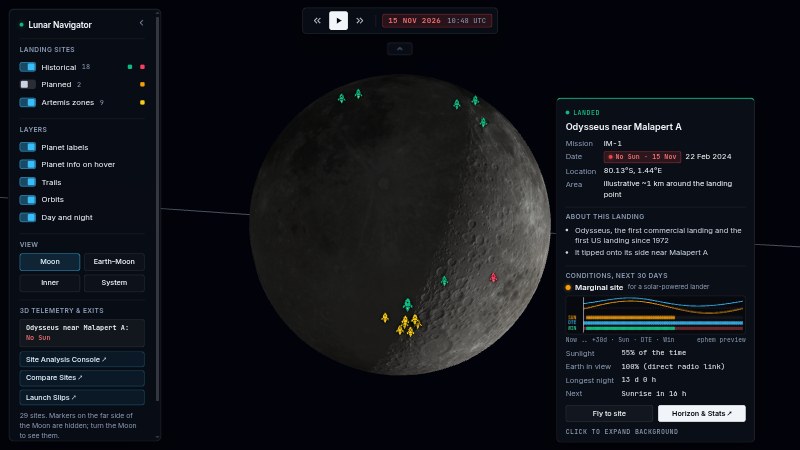 Lunar Navigator
LANDING SITES
Historical 18
Planned 2
Artemis zones 9
LAYERS
Planet labels
Planet info on hover
Trails
Orbits
Day and night
VIEW
Moon
Earth-Moon
Inner
System
3D TELEMETRY & EXITS
Odysseus near Malapert A:
No Sun
Site Analysis Console ↗
Compare Sites ↗
Launch Slips ↗
29 sites. Markers on the far side of
the Moon are hidden; turn the Moon
to see them.
15 NOV 2026 10:48 UTC
LANDED
Odysseus near Malapert A
Mission IM-1
Date No Sun · 15 Nov 22 Feb 2024
Location 80.13°S, 1.44°E
Area Illustrative ~1 km around the landing
point
ABOUT THIS LANDING
• Odysseus, the first commercial landing and the
first US landing since 1972
• It tipped onto its side near Malapert A
CONDITIONS, NEXT 30 DAYS
Marginal site for a solar-powered lander
SUN
DTE
WIN
Now .. +30d · Sun · DTE · Win ephem preview
Sunlight 55% of the time
Earth in view 100% (direct radio link)
Longest night 13 d 0 h
Next Sunrise in 16 h
Fly to site
Horizon & Stats ↗
CLICK TO EXPAND BACKGROUND